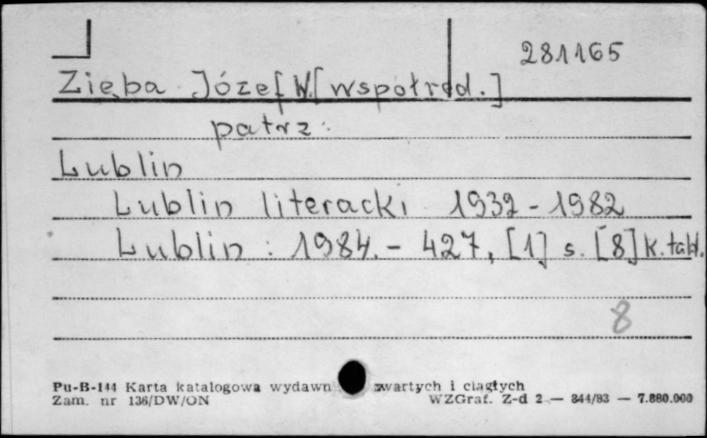 281165
Zięba Józef W. [współred.]
patrz:
Lublin
Lublin literacki 1932-1982
Lublin : 1984. - 427, [1] s. [8] k. tabl.
8
Pu-B-144 Karta katalogowa wydawn zwartych i ciągłych
Zam. nr 136/DW/ON WZGraf. Z-d 2 — 344/83 — 7.880.000